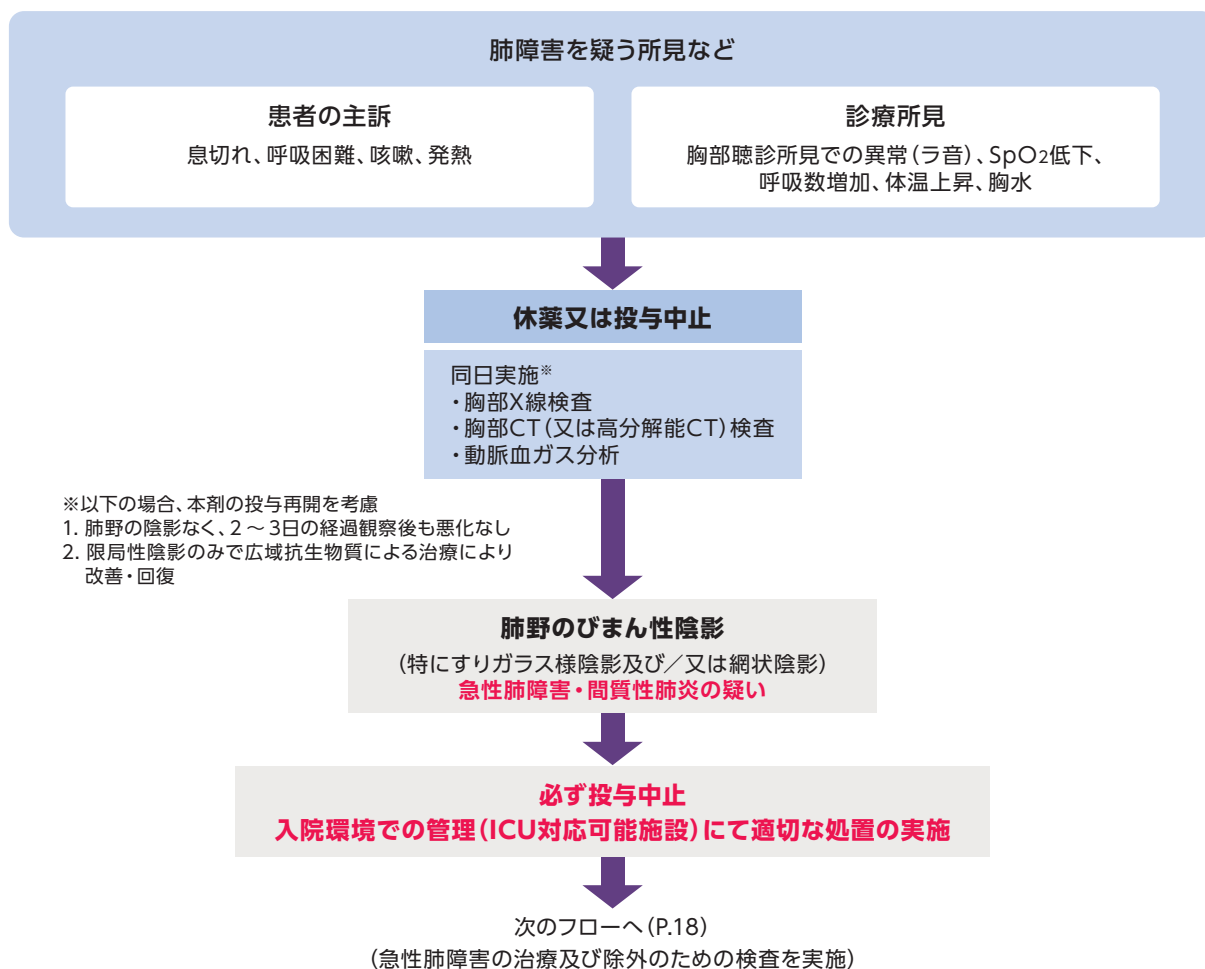 肺障害を疑う所見など
患者の主訴
息切れ、呼吸困難、咳嗽、発熱
診療所見
胸部聴診所見での異常（ラ音）、SpO2低下、
呼吸数増加、体温上昇、胸水
休薬又は投与中止
同日実施※
・胸部X線検査
・胸部CT（又は高分解能CT）検査
・動脈血ガス分析
※以下の場合、本剤の投与再開を考慮
1. 肺野の陰影なく、2 〜 3日の経過観察後も悪化なし
2. 限局性陰影のみで広域抗生物質による治療により
改善・回復
肺野のびまん性陰影
（特にすりガラス様陰影及び／又は網状陰影）
急性肺障害・間質性肺炎の疑い
必ず投与中止
入院環境での管理（ICU対応可能施設）にて適切な処置の実施
次のフローへ（P.18）
（急性肺障害の治療及び除外のための検査を実施）